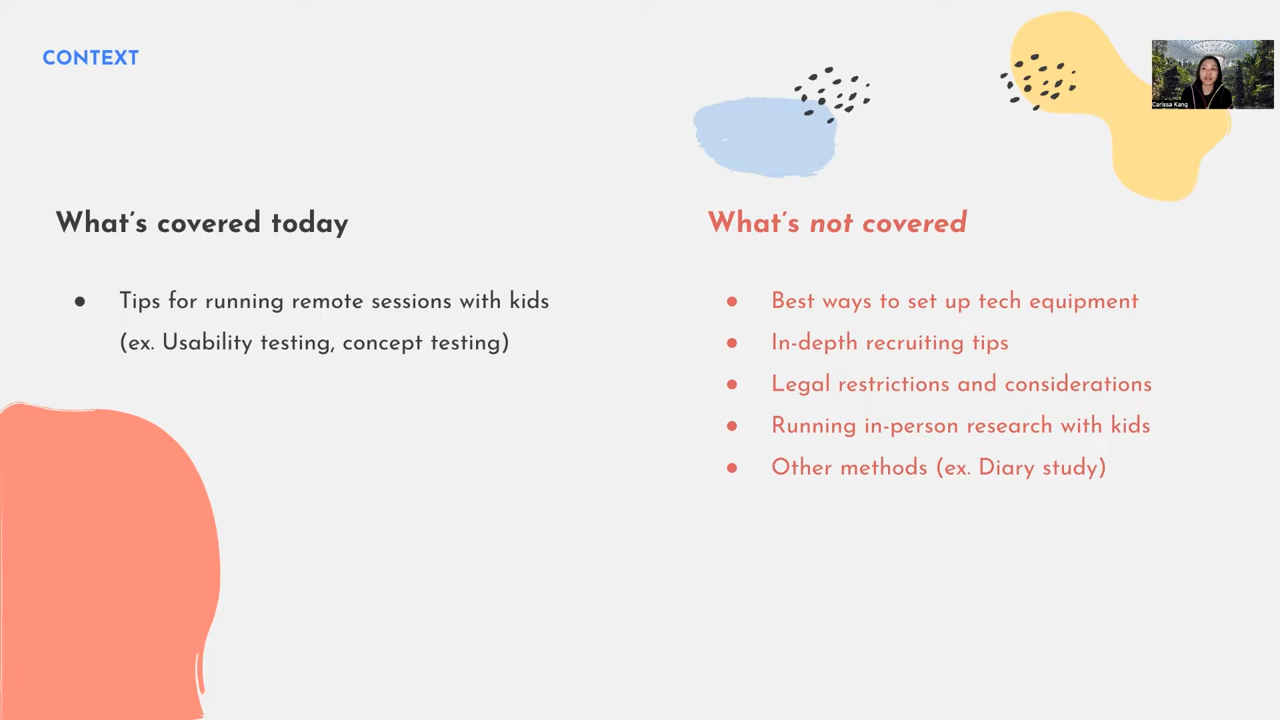 CONTEXT
Carissa Kang
What's covered today
● Tips for running remote sessions with kids
(ex. Usability testing, concept testing)
What's not covered
● Best ways to set up tech equipment
● In-depth recruiting tips
● Legal restrictions and considerations
● Running in-person research with kids
● Other methods (ex. Diary study)